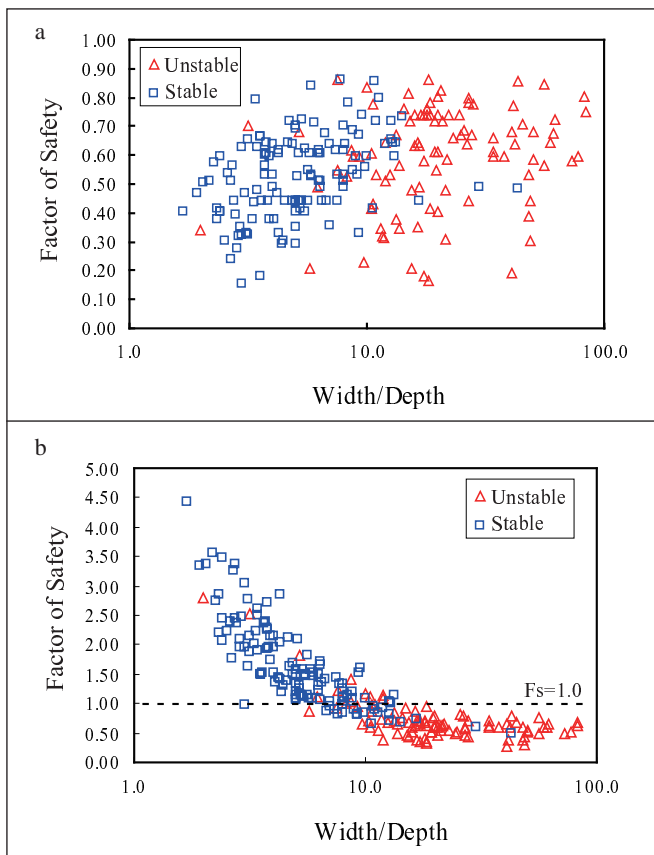 a
1.00
0.90
0.80
0.70
0.60
0.50
0.40
0.30
0.20
0.10
0.00
Factor of Safety
Unstable
Stable
1.0 10.0 100.0
Width/Depth
b
5.00
4.50
4.00
3.50
3.00
2.50
2.00
1.50
1.00
0.50
0.00
Factor of Safety
Unstable
Stable
Fs=1.0
1.0 10.0 100.0
Width/Depth